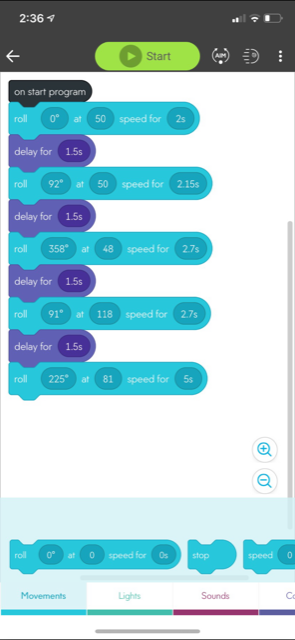 2:36
Start
AIM
on start program
roll 0° at 50 speed for 2s
delay for 1.5s
roll 92° at 50 speed for 2.15s
delay for 1.5s
roll 358° at 48 speed for 2.7s
delay for 1.5s
roll 91° at 118 speed for 2.7s
delay for 1.5s
roll 225° at 81 speed for 5s
roll 0° at 0 speed for 0s stop speed 0
Movements Lights Sounds